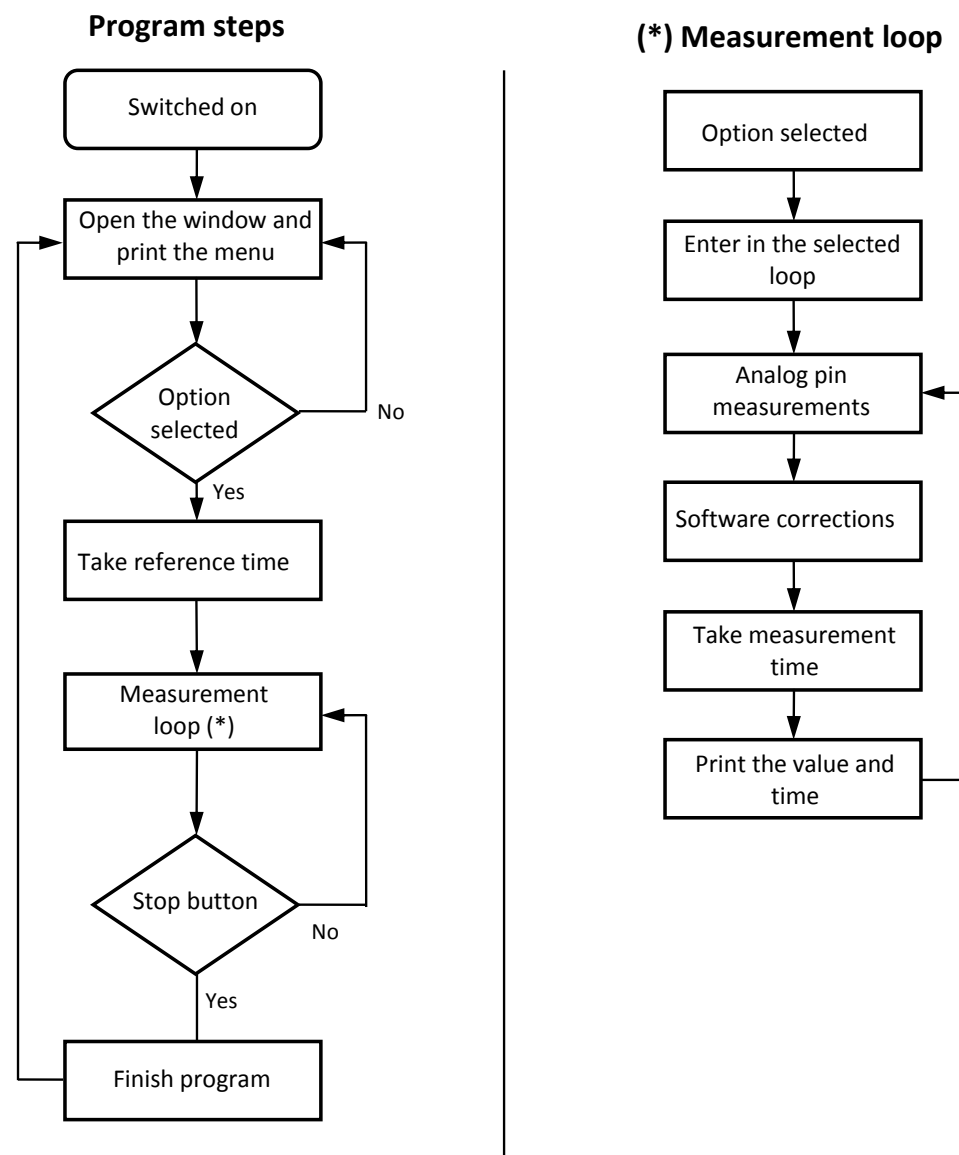 Program steps
Switched on
Open the window and
print the menu
Option
selected
No
Yes
Take reference time
Measurement
loop (*)
Stop button
No
Yes
Finish program
(*) Measurement loop
Option selected
Enter in the selected
loop
Analog pin
measurements
Software corrections
Take measurement
time
Print the value and
time